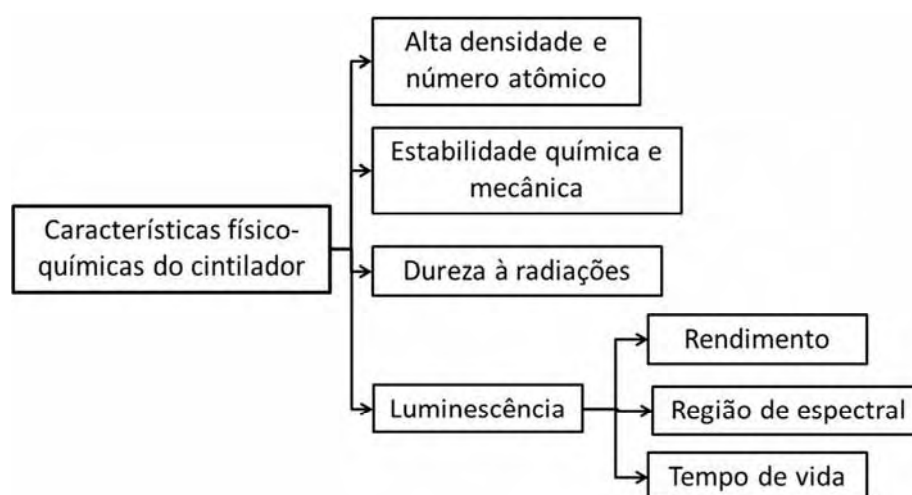 Alta densidade e
número atômico
Estabilidade química e
mecânica
Características físico-
químicas do cintilador
Dureza à radiações
Rendimento
Luminescência
Região de espectral
Tempo de vida